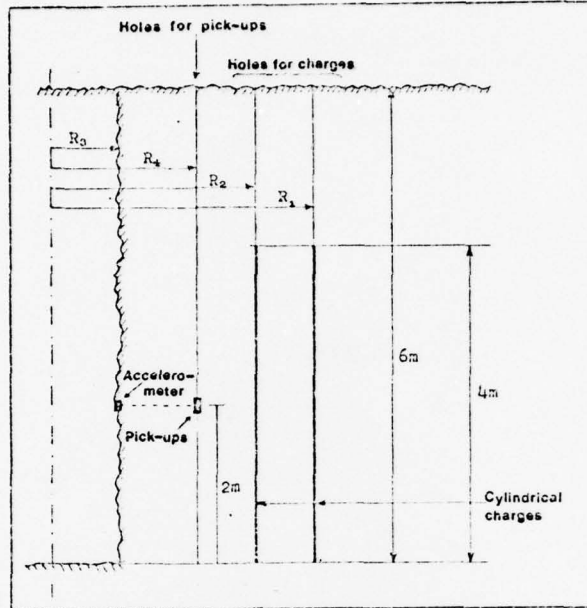 Holes for pick-ups
Holes for charges
R₃
R₄
R₂
R₁
6m
4m
Accelero-
meter
Pick-ups
2m
Cylindrical
charges